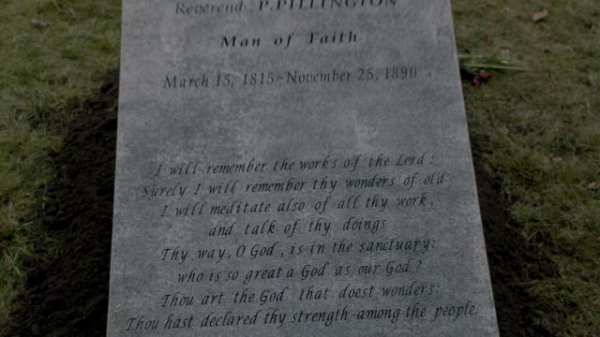 Reverend P.PILLINGTON
Man of Faith
March 15, 1815-November 25, 1890
I will remember the works of the Lord:
Surely I will remember thy wonders of old
I will meditate also of all thy work,
and talk of thy doings
Thy way, O God, is in the sanctuary:
who is so great a God as our God?
Thou art the God that doest wonders:
Thou hast declared thy strength among the people.